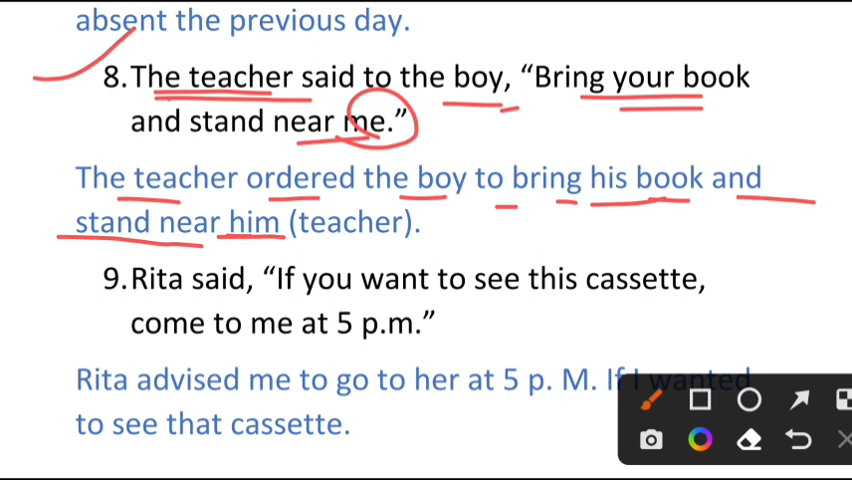 absent the previous day.
8. The teacher said to the boy, “Bring your book
and stand near me.”
The teacher ordered the boy to bring his book and
stand near him (teacher).
9. Rita said, “If you want to see this cassette,
come to me at 5 p.m.”
Rita advised me to go to her at 5 p. M. If I wanted
to see that cassette.